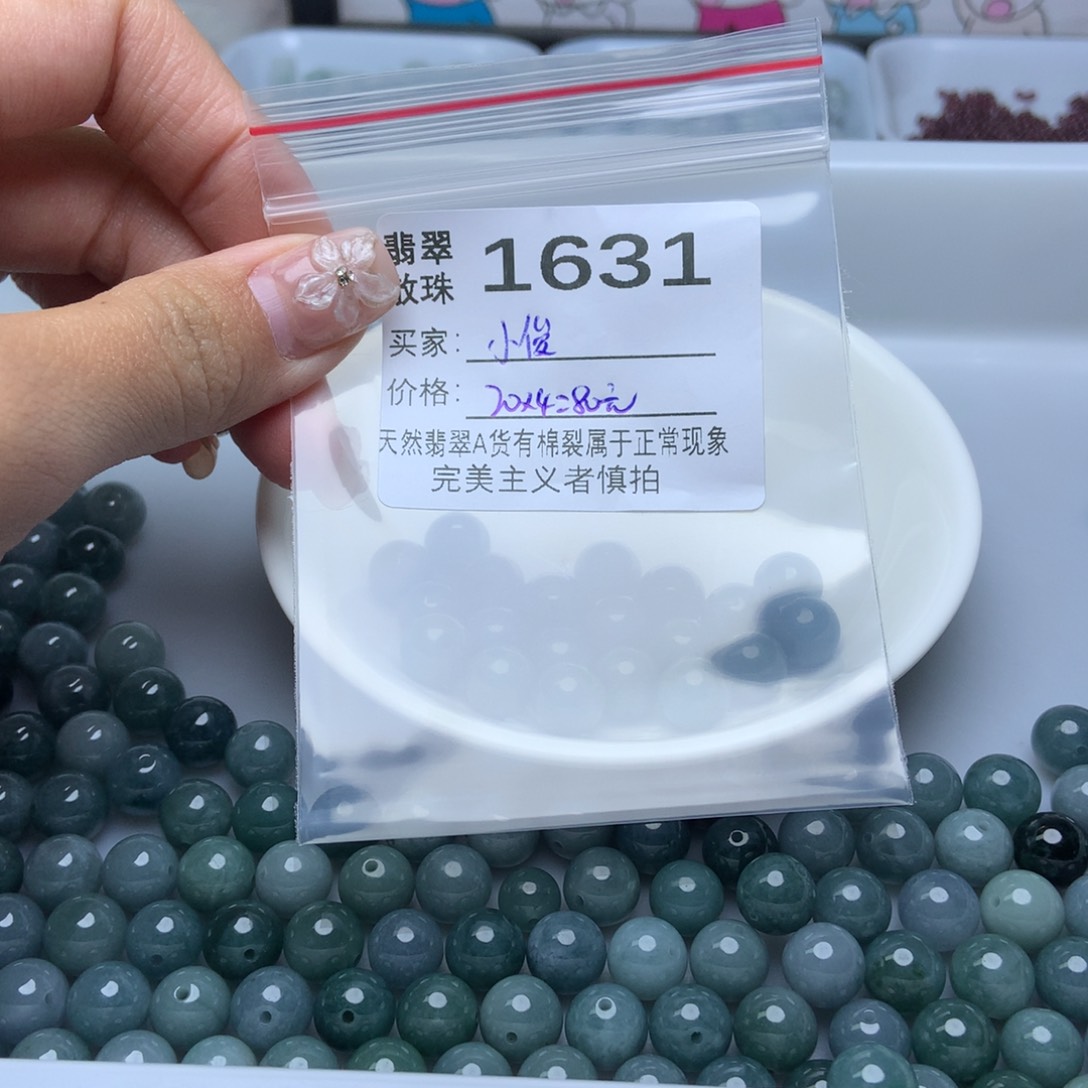 翡翠 1631
散珠
买家: 小俊
价格: 20x4=80元
天然翡翠A货有棉裂属于正常现象
完美主义者慎拍